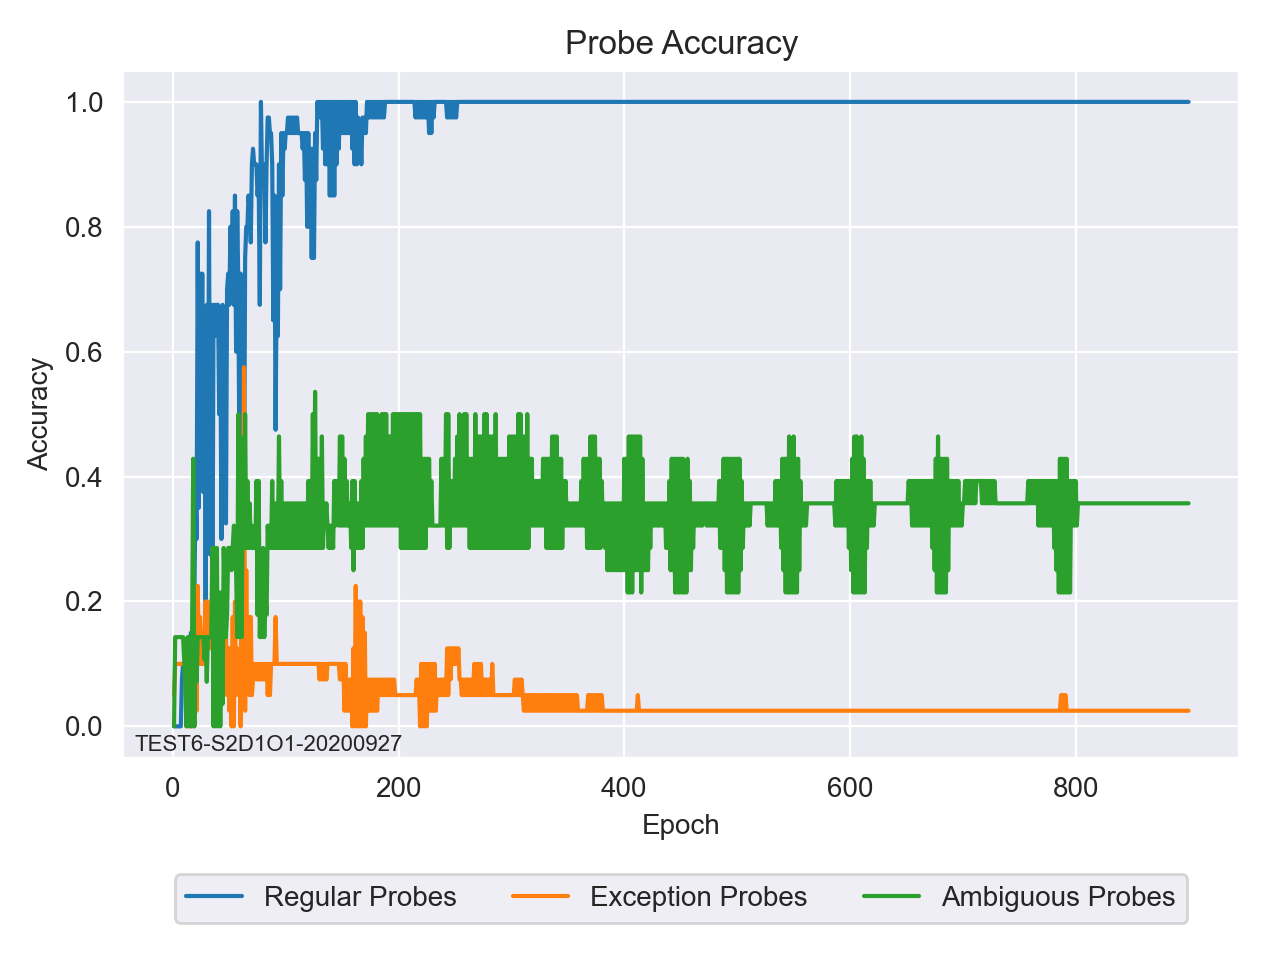 Probe Accuracy
1.0
0.8
0.6
0.4
0.2
0.0
Accuracy
TEST6-S2D1O1-20200927
0 200 400 600 800
Epoch
Regular Probes Exception Probes Ambiguous Probes